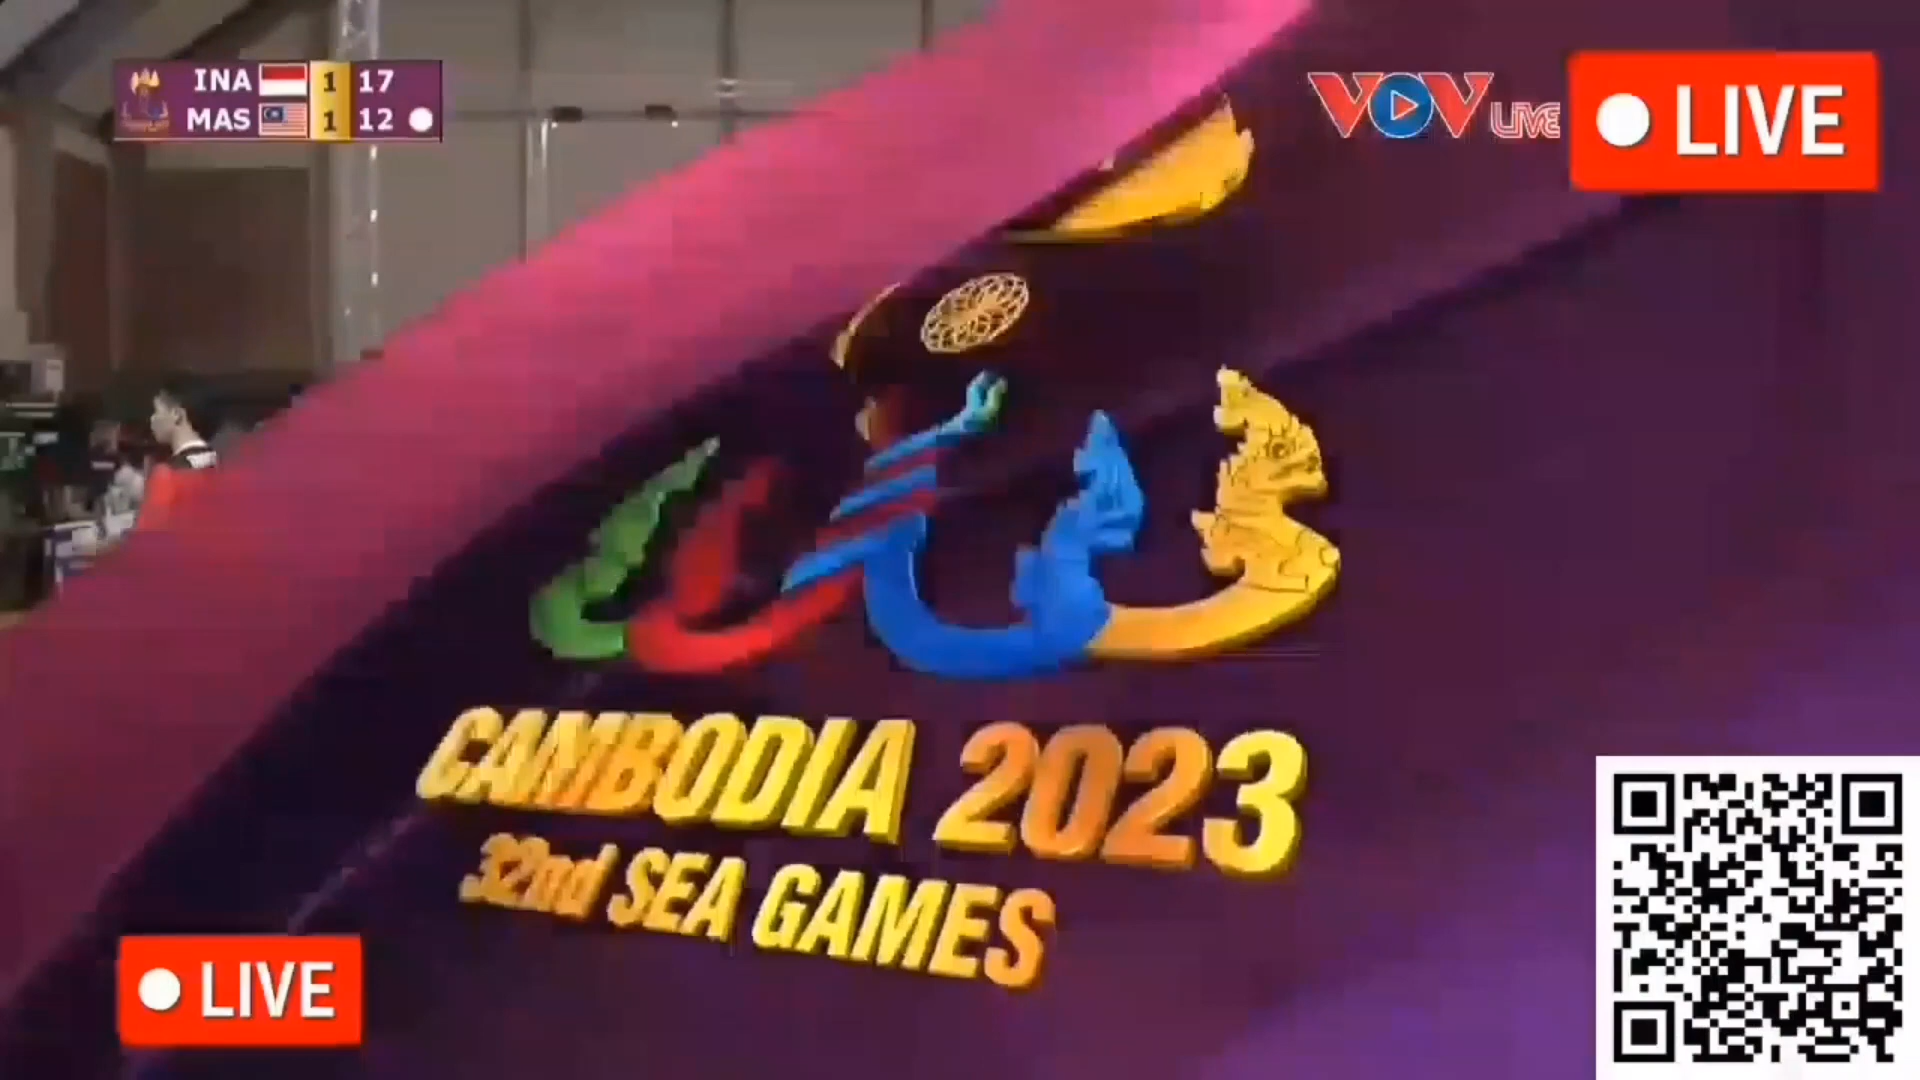 INA 1 17
MAS 1 12
VOV LIVE
LIVE
CAMBODIA 2023
32nd SEA GAMES
LIVE